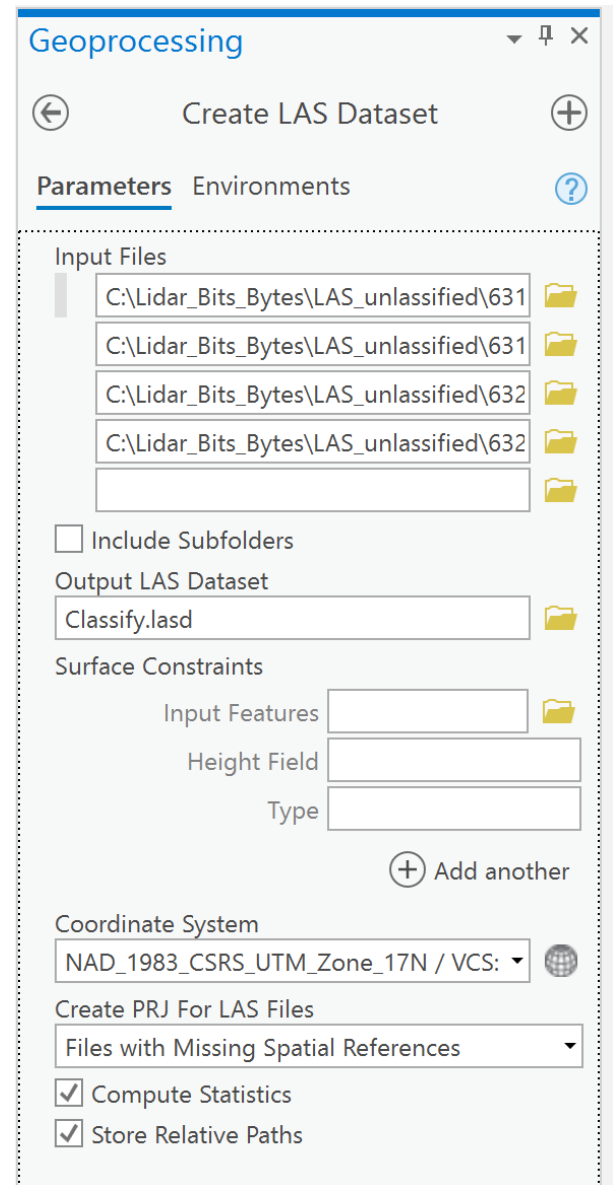 Geoprocessing
Create LAS Dataset
Parameters Environments
Input Files
C:\Lidar_Bits_Bytes\LAS_unlassified\631
C:\Lidar_Bits_Bytes\LAS_unlassified\631
C:\Lidar_Bits_Bytes\LAS_unlassified\632
C:\Lidar_Bits_Bytes\LAS_unlassified\632
Include Subfolders
Output LAS Dataset
Classify.lasd
Surface Constraints
Input Features
Height Field
Type
Add another
Coordinate System
NAD_1983_CSRS_UTM_Zone_17N / VCS:
Create PRJ For LAS Files
Files with Missing Spatial References
Compute Statistics
Store Relative Paths